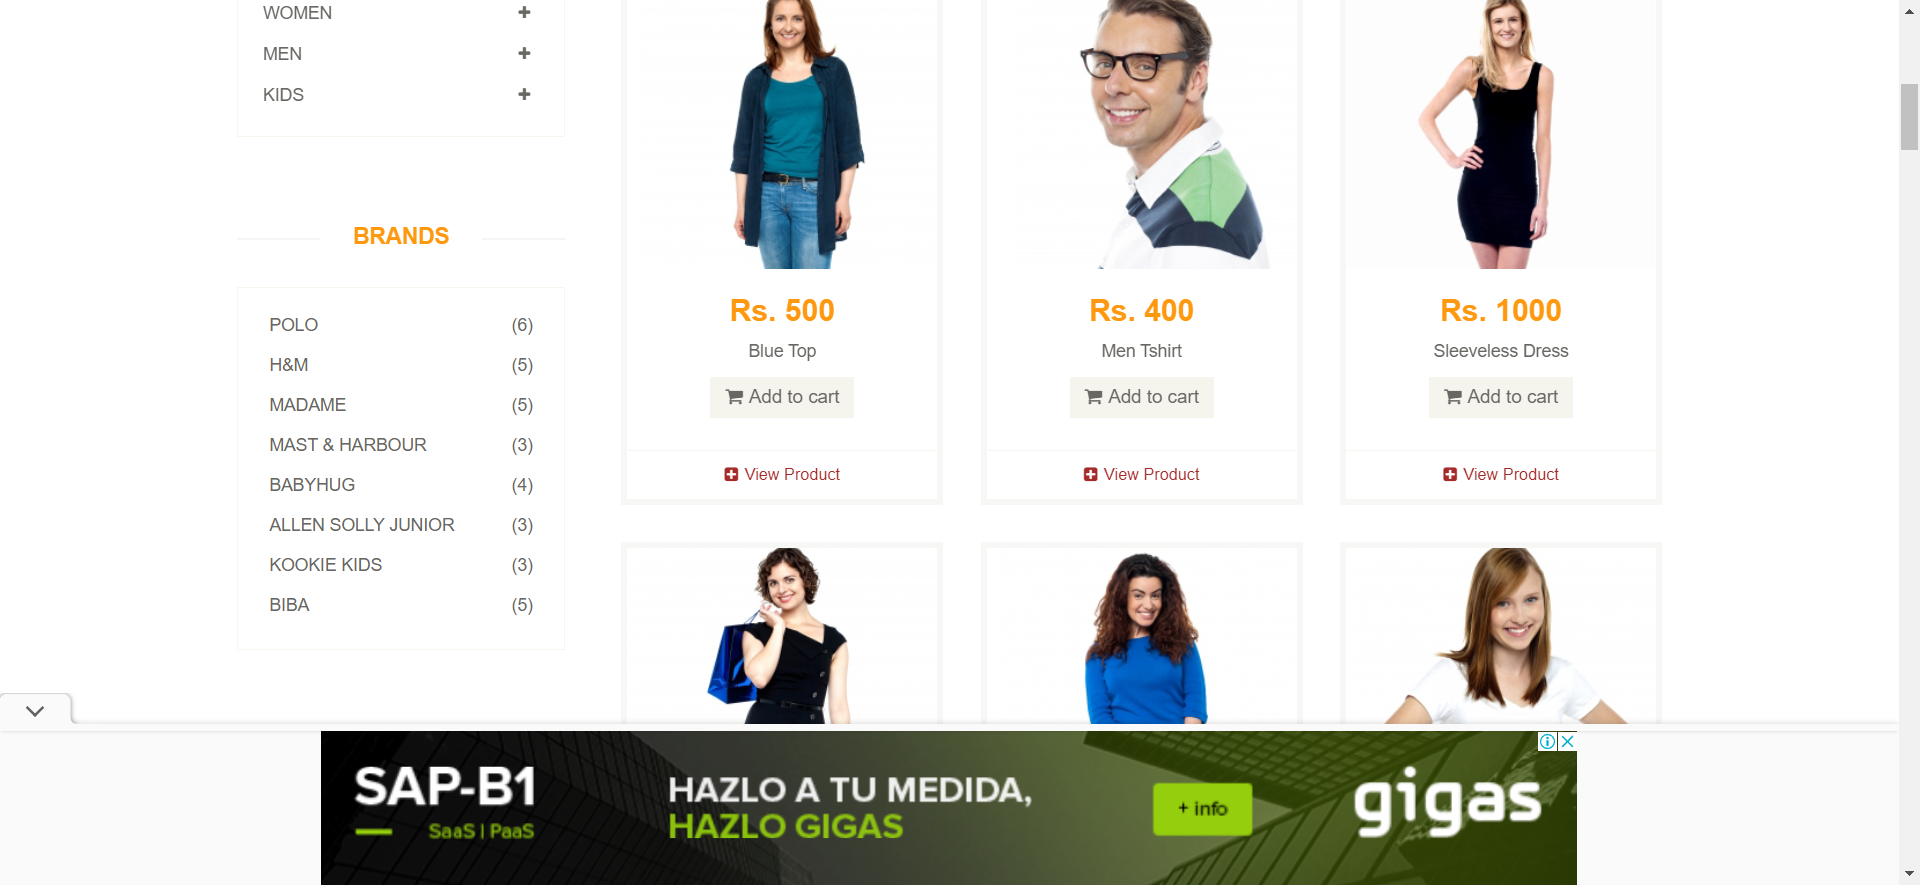 WOMEN
MEN
KIDS
BRANDS
POLO (6)
H&M (5)
MADAME (5)
MAST & HARBOUR (3)
BABYHUG (4)
ALLEN SOLLY JUNIOR (3)
KOOKIE KIDS (3)
BIBA (5)
Rs. 500
Blue Top
Add to cart
View Product
Rs. 400
Men Tshirt
Add to cart
View Product
Rs. 1000
Sleeveless Dress
Add to cart
View Product
SAP-B1
SaaS | PaaS
HAZLO A TU MEDIDA,
HAZLO GIGAS
+ info
gigas